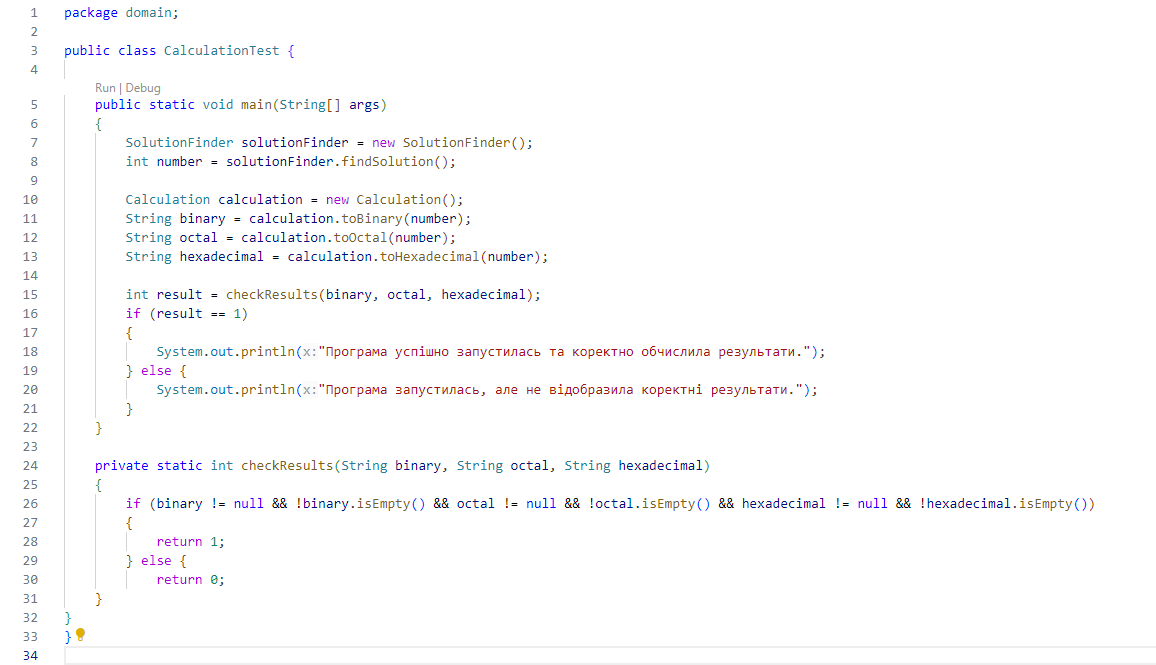 1 package domain;
2
3 public class CalculationTest {
4
Run | Debug
5     public static void main(String[] args)
6     {
7         SolutionFinder solutionFinder = new SolutionFinder();
8         int number = solutionFinder.findSolution();
9
10         Calculation calculation = new Calculation();
11         String binary = calculation.toBinary(number);
12         String octal = calculation.toOctal(number);
13         String hexadecimal = calculation.toHexadecimal(number);
14
15         int result = checkResults(binary, octal, hexadecimal);
16         if (result == 1)
17         {
18             System.out.println(x:"Програма успішно запустилась та коректно обчислила результати.");
19         } else {
20             System.out.println(x:"Програма запустилась, але не відобразила коректні результати.");
21         }
22     }
23
24     private static int checkResults(String binary, String octal, String hexadecimal)
25     {
26         if (binary != null && !binary.isEmpty() && octal != null && !octal.isEmpty() && hexadecimal != null && !hexadecimal.isEmpty())
27         {
28             return 1;
29         } else {
30             return 0;
31     }
32 }
33 }
34